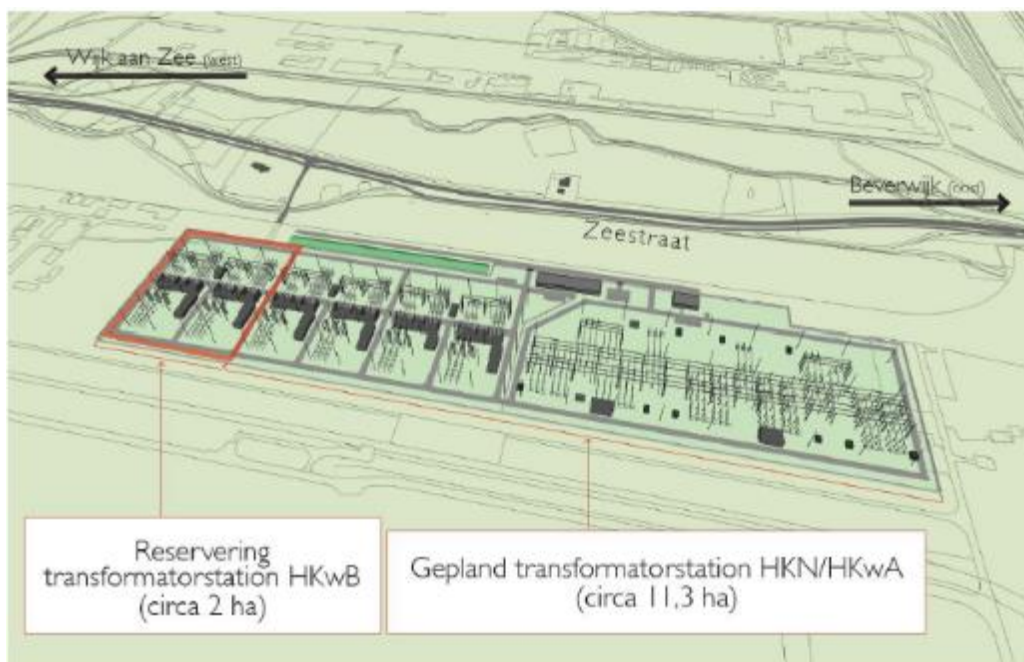 Wijk aan Zee (west)
Beverwijk (oost)
Zeestraat
Reservering
transformatorstation HKwB
(circa 2 ha)
Gepland transformatorstation HKN/HKwA
(circa 11,3 ha)